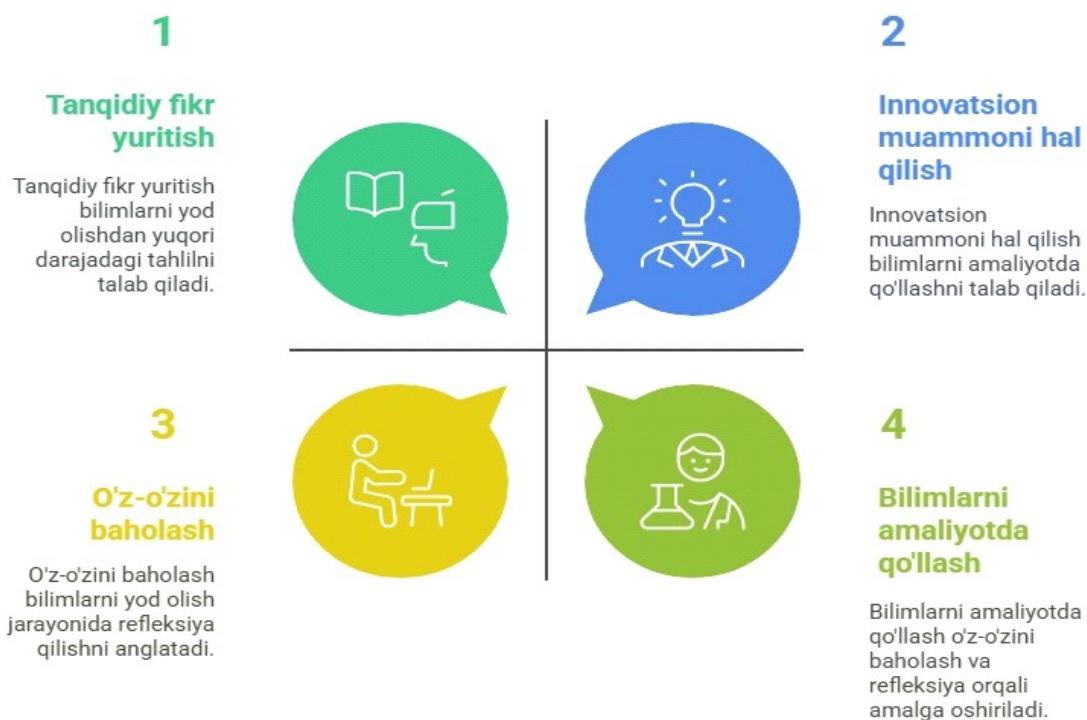 1
Tanqidiy fikr
yuritish
Tanqidiy fikr yuritish
bilimlarni yod
olishdan yuqori
darajadagi tahlilni
talab qiladi.
2
Innovatsion
muammoni hal
qilish
Innovatsion
muammoni hal qilish
bilimlarni amaliyotda
qo'llashni talab qiladi.
3
O'z-o'zini
baholash
O'z-o'zini baholash
bilimlarni yod olish
jarayonida refleksiya
qilishni anglatadi.
4
Bilimlarni
amaliyotda
qo'llash
Bilimlarni amaliyotda
qo'llash o'z-o'zini
baholash va
refleksiya orqali
amalga oshiriladi.